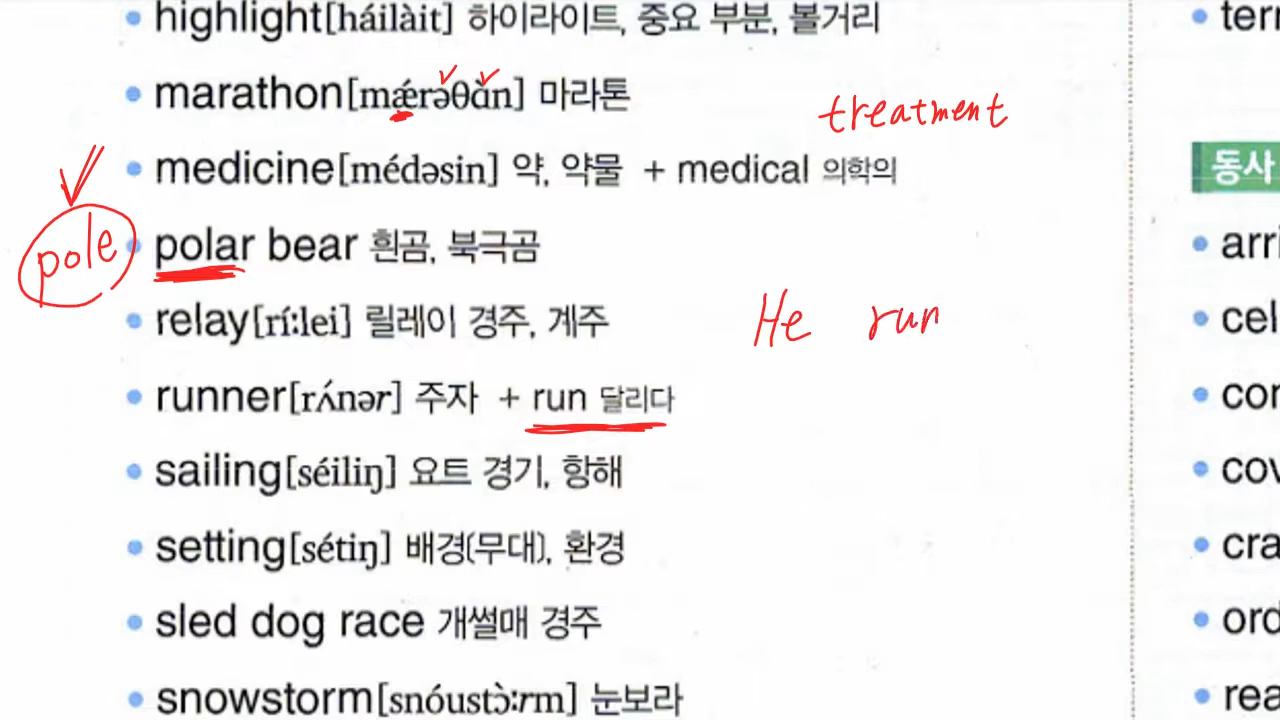 highlight[háilàit] 하이라이트, 중요 부분, 볼거리
marathon[mǽrəθὰn] 마라톤
treatment
medicine[médəsin] 약, 약물 + medical 의학의
pole
polar bear 흰곰, 북극곰
relay[ríːlei] 릴레이 경주, 계주
He run
runner[rʌ́nər] 주자 + run 달리다
sailing[séiliŋ] 요트 경기, 항해
setting[sétiŋ] 배경(무대), 환경
sled dog race 개썰매 경주
snowstorm[snóustɔ̀ːrm] 눈보라
동사